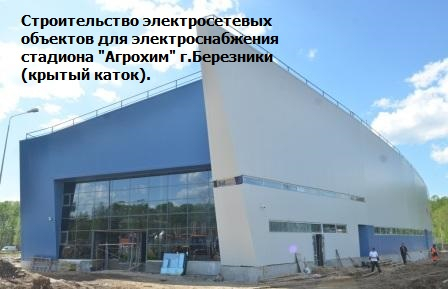 Строительство электросетевых
объектов для электроснабжения
стадиона "Агрохим" г.Березники
(крытый каток).